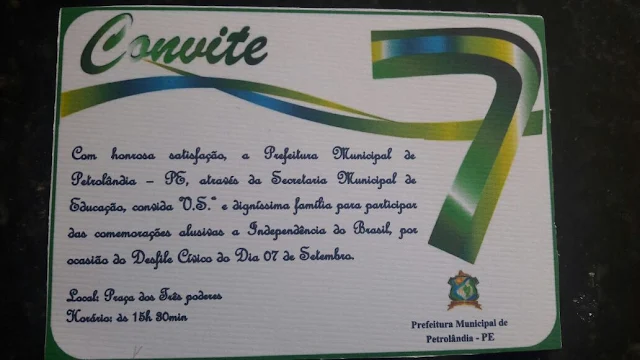 Convite
7
Com honrosa satisfação, a Prefeitura Municipal de
Petrolândia – PE, através da Secretaria Municipal de
Educação, convida "V.S." e digníssima família para participar
das comemorações alusivas a Independência do Brasil, por
ocasião do Desfile Cívico do Dia 07 de Setembro.
Local: Praça dos Três poderes
Horário: às 15h 30min
Prefeitura Municipal de
Petrolândia - PE